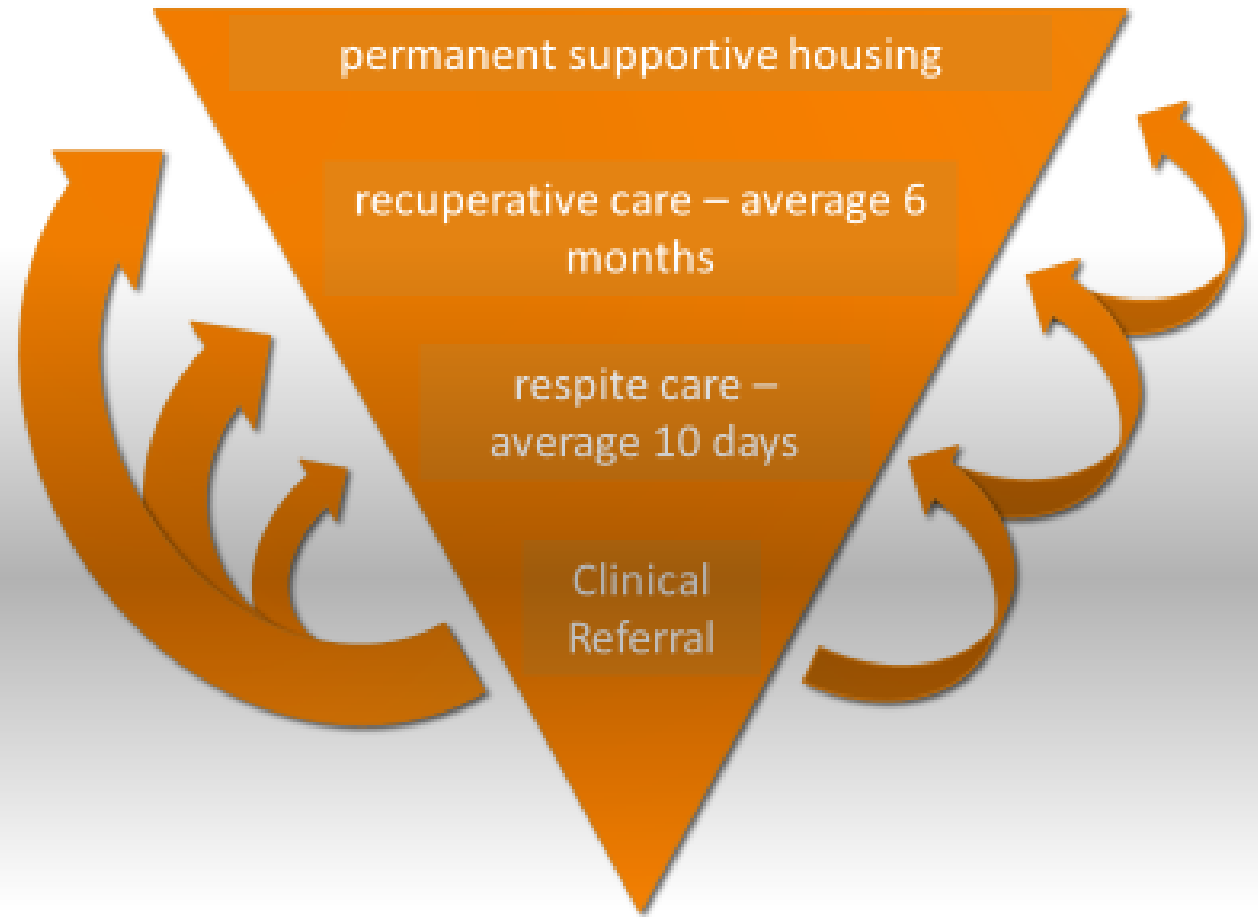 permanent supportive housing
recuperative care – average 6
months
respite care –
average 10 days
Clinical
Referral